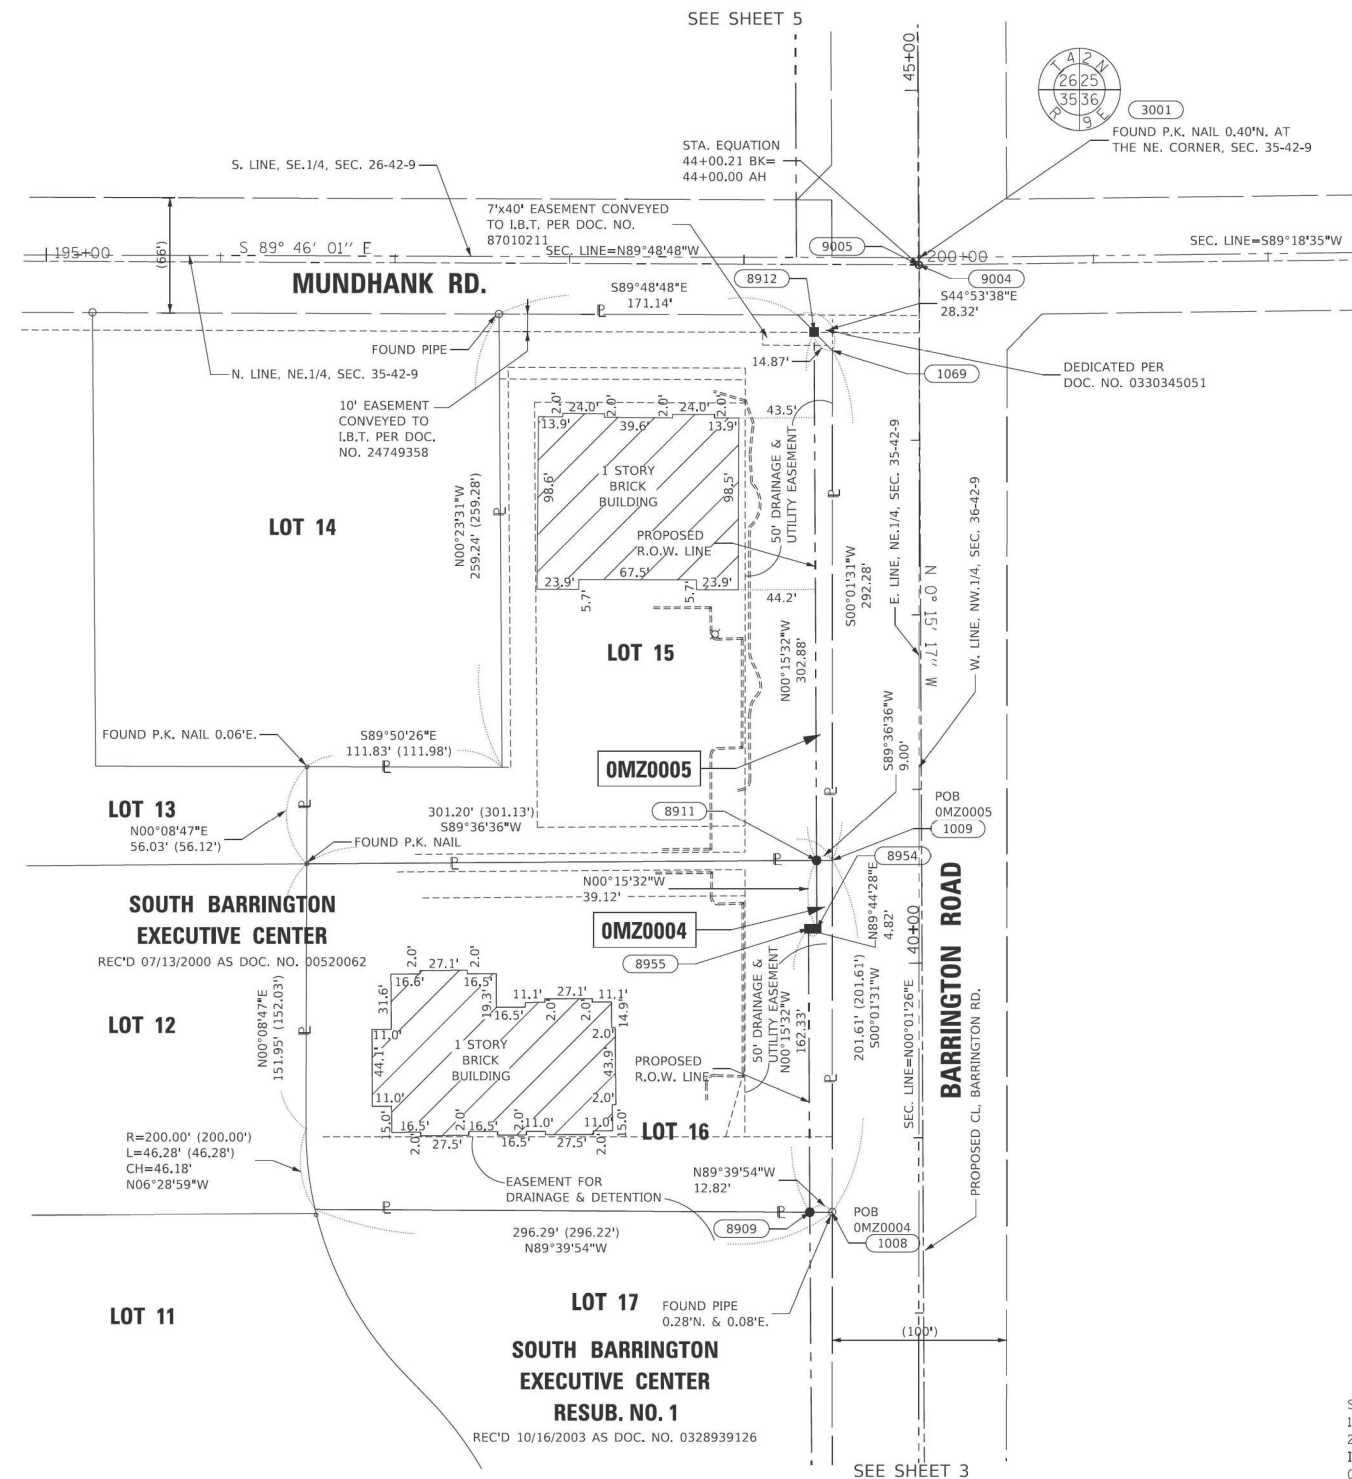 SEE SHEET 5
45+00
T 42 N
26 25
35 36
R 9 E
3001
FOUND P.K. NAIL 0.40'N. AT
THE NE. CORNER, SEC. 35-42-9
STA. EQUATION
44+00.21 BK=
44+00.00 AH
S. LINE, SE.1/4, SEC. 26-42-9
7'x40' EASEMENT CONVEYED
TO I.B.T. PER DOC. NO.
87010211
195+00
(66')
S 89° 46' 01'' E
SEC. LINE=N89°48'48"W
9005
200+00
SEC. LINE=S89°18'35"W
MUNDHANK RD.
8912
9004
S89°48'48"E
171.14'
S44°53'38"E
28.32'
FOUND PIPE
14.87'
1069
DEDICATED PER
DOC. NO. 0330345051
N. LINE, NE.1/4, SEC. 35-42-9
10' EASEMENT
CONVEYED TO
I.B.T. PER DOC.
NO. 24749358
2.0'
24.0'
2.0'
2.0'
24.0'
2.0'
13.9'
39.6'
13.9'
43.5'
98.6'
1 STORY
BRICK
BUILDING
98.5'
50' DRAINAGE &
UTILITY EASEMENT
E. LINE, NE.1/4, SEC. 35-42-9
W. LINE, NW.1/4, SEC. 36-42-9
N00°23'31"W
259.24' (259.28')
LOT 14
PROPOSED
R.O.W. LINE
67.5'
23.9'
5.7'
5.7'
23.9'
44.2'
S00°01'31"W
292.28'
N 0° 15' 17'' W
LOT 15
N00°15'32"W
302.88'
FOUND P.K. NAIL 0.06'E.
S89°50'26"E
111.83' (111.98')
S89°36'36"W
9.00'
0MZ0005
LOT 13
N00°08'47"E
56.03' (56.12')
301.20' (301.13')
S89°36'36"W
8911
POB
0MZ0005
1009
FOUND P.K. NAIL
8954
N00°15'32"W
39.12'
N89°44'28"E
4.82'
SOUTH BARRINGTON
EXECUTIVE CENTER
REC'D 07/13/2000 AS DOC. NO. 00520062
0MZ0004
8955
40+00
BARRINGTON ROAD
2.0'
27.1'
2.0'
16.6'
16.5'
31.6'
19.3'
11.1'
27.1'
11.1'
16.5'
2.0'
2.0'
14.9'
LOT 12
N00°08'47"E
151.95' (152.03')
11.0'
44.1'
1 STORY
BRICK
BUILDING
2.0'
43.9'
2.0'
11.0'
15.0'
16.5'
2.0'
27.5'
2.0'
16.5'
2.0'
16.5'
11.0'
27.5'
11.0'
2.0'
15.0'
PROPOSED
R.O.W. LINE
50' DRAINAGE &
UTILITY EASEMENT
N00°15'32"W
162.33'
201.61' (201.61')
S00°01'31"W
SEC. LINE=N00°01'26"E
PROPOSED CL, BARRINGTON RD.
LOT 16
R=200.00' (200.00')
L=46.28' (46.28')
CH=46.18'
N06°28'59"W
EASEMENT FOR
DRAINAGE & DETENTION
N89°39'54"W
12.82'
296.29' (296.22')
N89°39'54"W
8909
POB
0MZ0004
1008
LOT 11
LOT 17
FOUND PIPE
0.28'N. & 0.08'E.
(100')
SOUTH BARRINGTON
EXECUTIVE CENTER
RESUB. NO. 1
REC'D 10/16/2003 AS DOC. NO. 0328939126
SEE SHEET 3